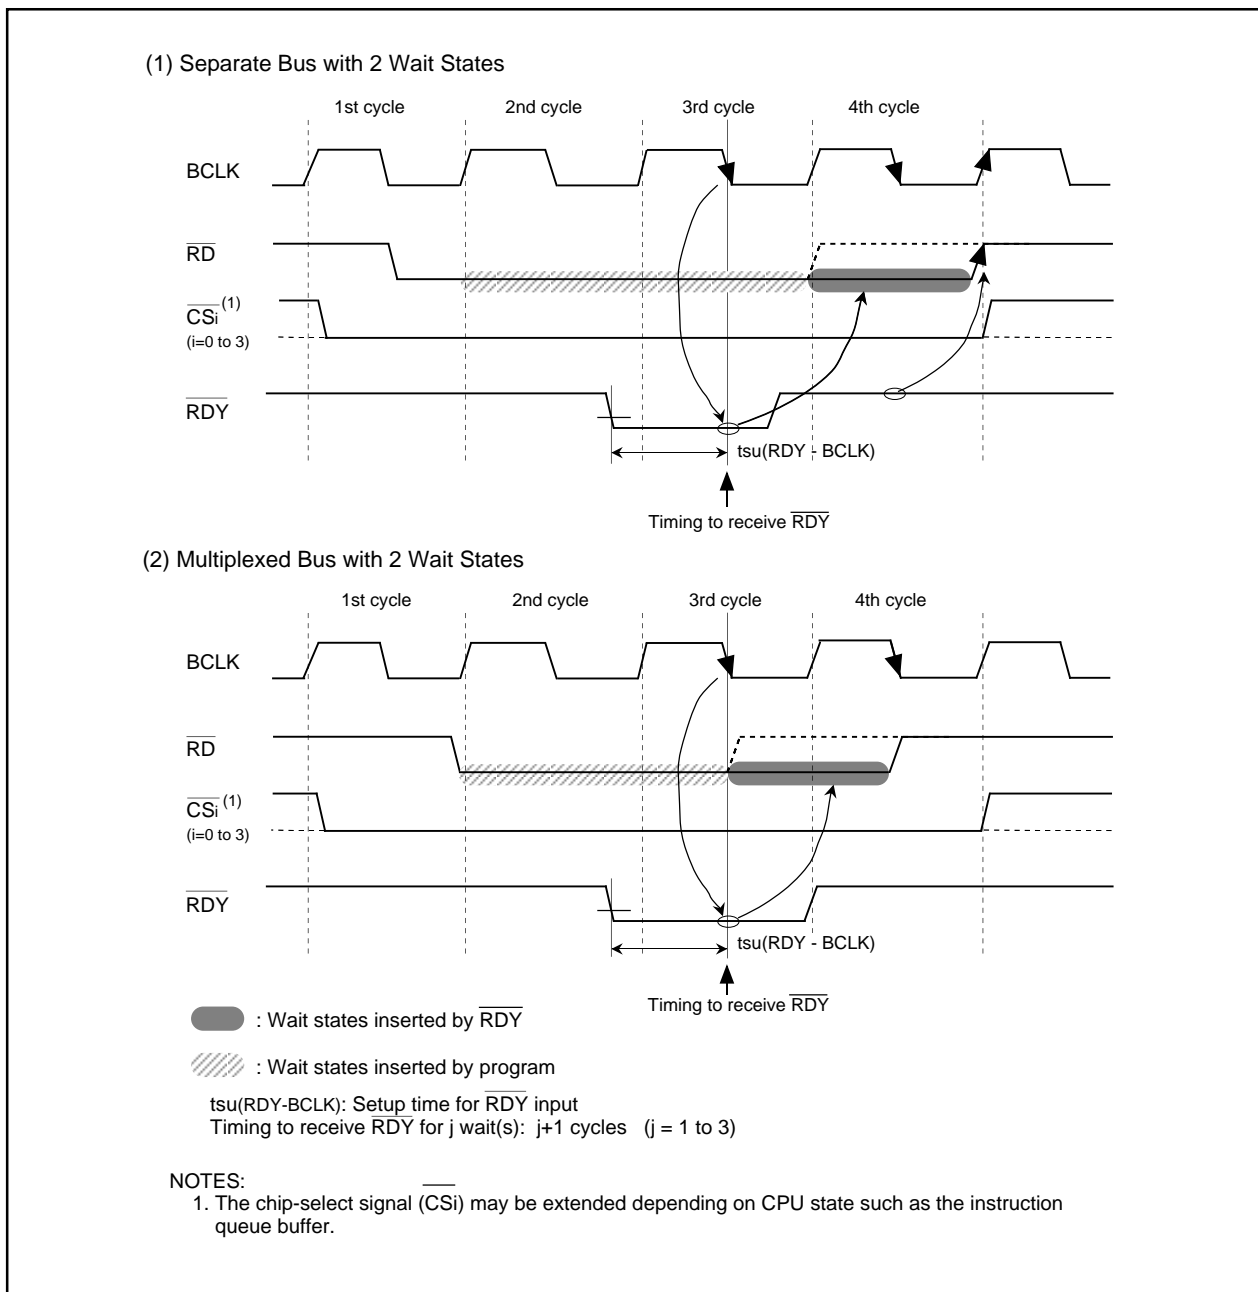 (1) Separate Bus with 2 Wait States
1st cycle 2nd cycle 3rd cycle 4th cycle
BCLK
RD
CSi (1)
(i=0 to 3)
RDY
tsu(RDY - BCLK)
Timing to receive RDY
(2) Multiplexed Bus with 2 Wait States
1st cycle 2nd cycle 3rd cycle 4th cycle
BCLK
RD
CSi (1)
(i=0 to 3)
RDY
tsu(RDY - BCLK)
Timing to receive RDY
: Wait states inserted by RDY
: Wait states inserted by program
tsu(RDY-BCLK): Setup time for RDY input
Timing to receive RDY for j wait(s): j+1 cycles (j = 1 to 3)
NOTES:
1. The chip-select signal (CSi) may be extended depending on CPU state such as the instruction
queue buffer.